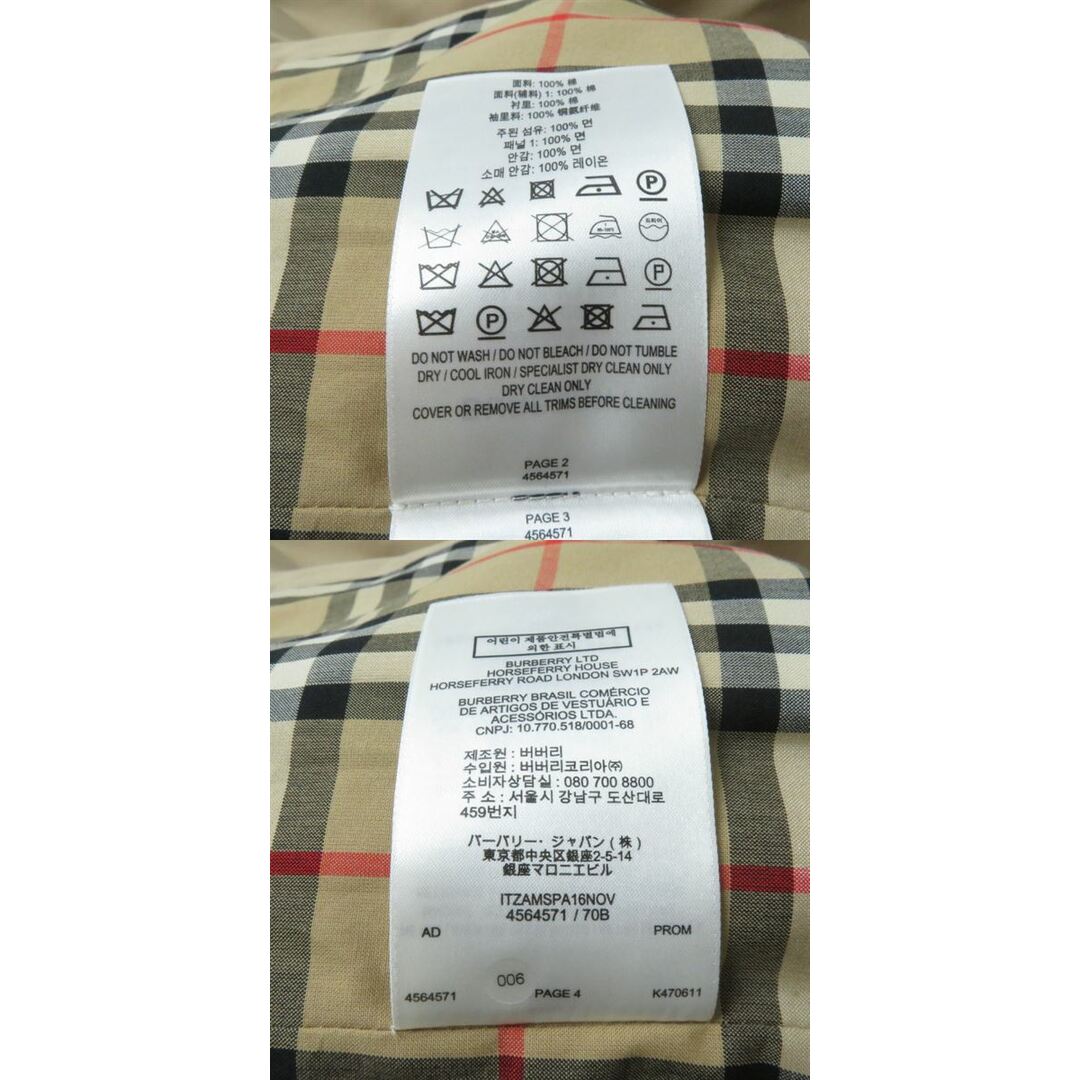 面料: 100% 棉
面料(辅料) 1: 100% 棉
衬里: 100% 棉
袖里料: 100% 铜氨纤维
주된 섬유: 100% 면
패널 1: 100% 면
안감: 100% 면
소매 안감: 100% 레이온
P
P
P
DO NOT WASH / DO NOT BLEACH / DO NOT TUMBLE
DRY / COOL IRON / SPECIALIST DRY CLEAN ONLY
DRY CLEAN ONLY
COVER OR REMOVE ALL TRIMS BEFORE CLEANING
PAGE 2
4564571
PAGE 3
4564571
어린이 제품안전특별법에
의한 표시
BURBERRY LTD
HORSEFERRY HOUSE
HORSEFERRY ROAD LONDON SW1P 2AW
BURBERRY BRASIL COMÉRCIO
DE ARTIGOS DE VESTUÁRIO E
ACESSÓRIOS LTDA.
CNPJ: 10.770.518/0001-68
제조원 : 버버리
수입원 : 버버리코리아㈜
소비자상담실 : 080 700 8800
주 소 : 서울시 강남구 도산대로
459번지
バーバリー・ジャパン(株)
東京都中央区銀座2-5-14
銀座マロニエビル
ITZAMSPA16NOV
4564571 / 70B
AD PROM
006
4564571 PAGE 4 K470611